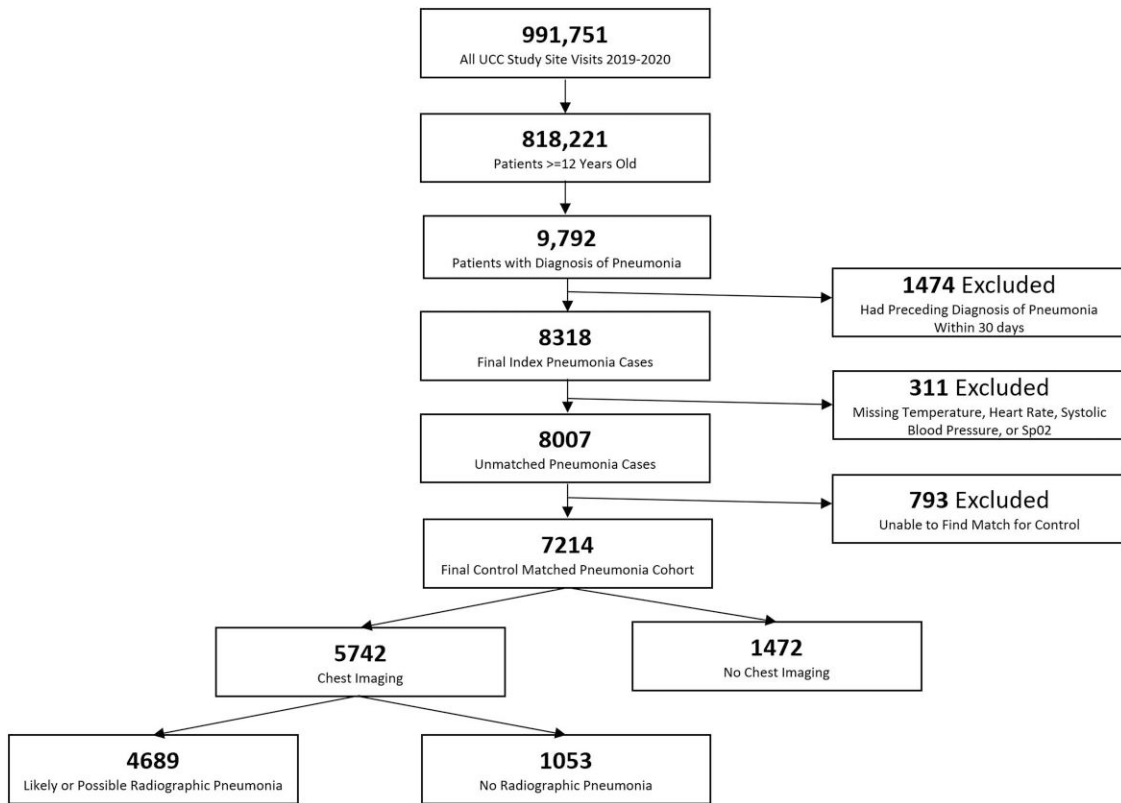 991,751
All UCC Study Site Visits 2019-2020
818,221
Patients >=12 Years Old
9,792
Patients with Diagnosis of Pneumonia
1474 Excluded
Had Preceding Diagnosis of Pneumonia
Within 30 days
8318
Final Index Pneumonia Cases
311 Excluded
Missing Temperature, Heart Rate, Systolic
Blood Pressure, or Sp02
8007
Unmatched Pneumonia Cases
793 Excluded
Unable to Find Match for Control
7214
Final Control Matched Pneumonia Cohort
5742
Chest Imaging
1472
No Chest Imaging
4689
Likely or Possible Radiographic Pneumonia
1053
No Radiographic Pneumonia